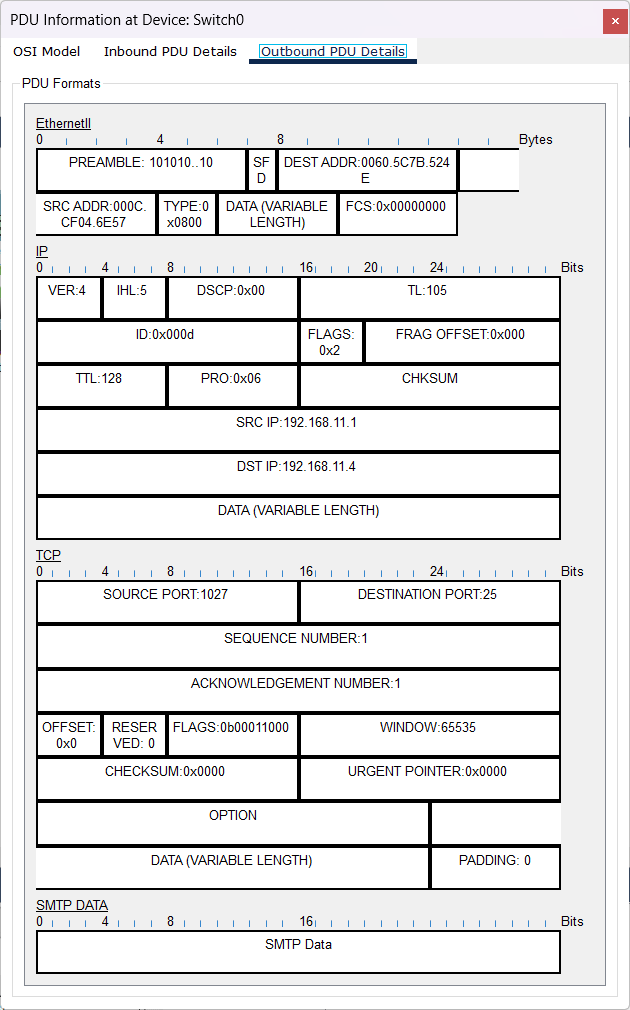 PDU Information at Device: Switch0
OSI Model Inbound PDU Details Outbound PDU Details
PDU Formats
EthernetII
0 4 8 Bytes
PREAMBLE: 101010..10 SF DEST ADDR:0060.5C7B.524
D E
SRC ADDR:000C. TYPE:0 DATA (VARIABLE FCS:0x00000000
CF04.6E57 x0800 LENGTH)
IP
0 4 8 16 20 24 Bits
VER:4 IHL:5 DSCP:0x00 TL:105
ID:0x000d FLAGS: FRAG OFFSET:0x000
0x2
TTL:128 PRO:0x06 CHKSUM
SRC IP:192.168.11.1
DST IP:192.168.11.4
DATA (VARIABLE LENGTH)
TCP
0 4 8 16 24 Bits
SOURCE PORT:1027 DESTINATION PORT:25
SEQUENCE NUMBER:1
ACKNOWLEDGEMENT NUMBER:1
OFFSET: RESER FLAGS:0b00011000 WINDOW:65535
0x0 VED: 0
CHECKSUM:0x0000 URGENT POINTER:0x0000
OPTION
DATA (VARIABLE LENGTH) PADDING: 0
SMTP DATA
0 4 8 16 Bits
SMTP Data